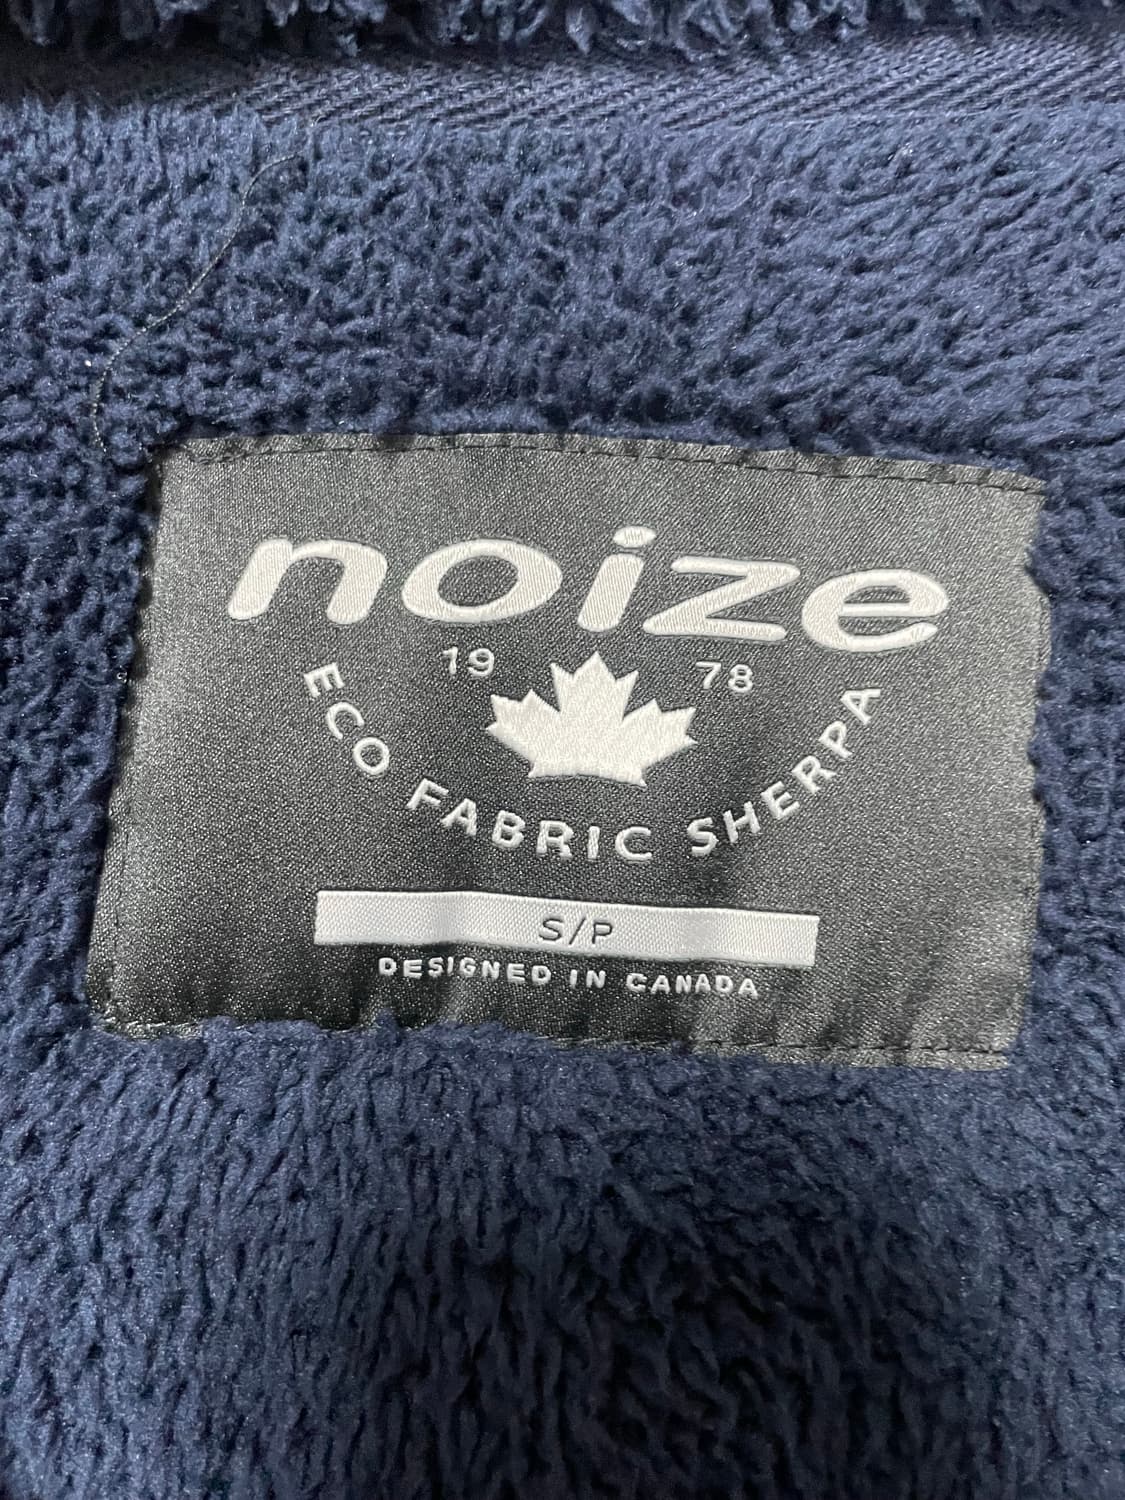 noize
19 78
ECO FABRIC SHERPA
S/P
DESIGNED IN CANADA